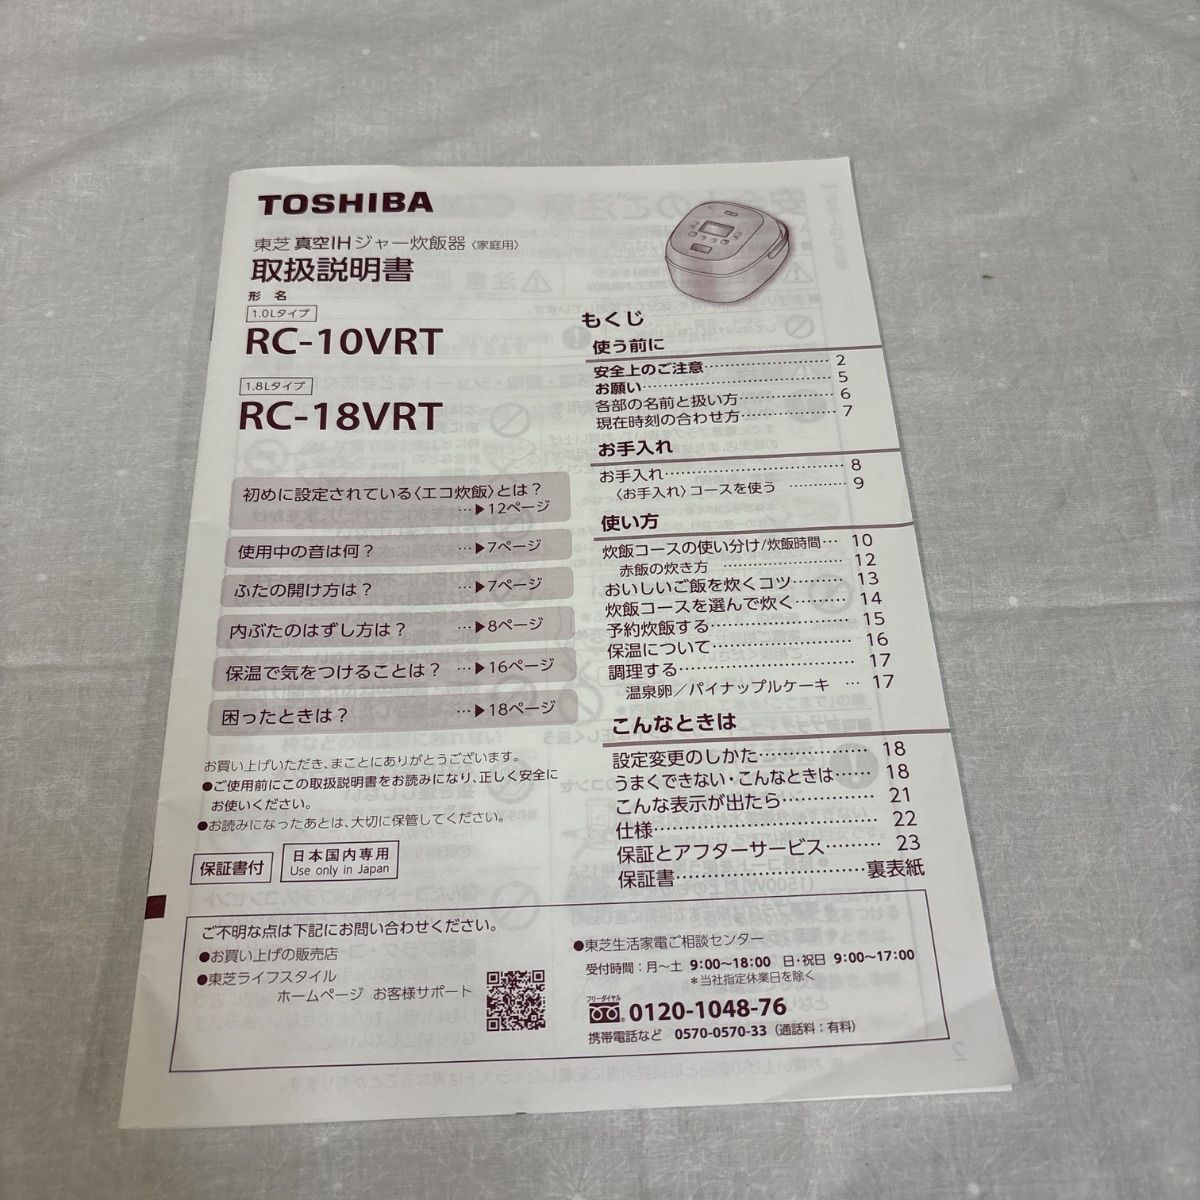 TOSHIBA
東芝 真空IH ジャー炊飯器〈家庭用〉
取扱説明書
形 名
1.0Lタイプ
RC-10VRT
1.8Lタイプ
RC-18VRT
初めに設定されている〈エコ炊飯〉とは？
…▶12ページ
使用中の音は何？ …▶7ページ
ふたの開け方は？ …▶7ページ
内ぶたのはずし方は？ …▶8ページ
保温で気をつけることは？ …▶16ページ
困ったときは？ …▶18ページ
お買い上げいただき、まことにありがとうございます。
●ご使用前にこの取扱説明書をお読みになり、正しく安全に
お使いください。
●お読みになったあとは、大切に保管してください。
保証書付
日本国内専用
Use only in Japan
もくじ
使う前に
安全上のご注意…………………… 2
お願い…………………………… 5
各部の名前と扱い方……………… 6
現在時刻の合わせ方……………… 7
お手入れ
お手入れ………………………… 8
〈お手入れ〉コースを使う ………… 9
使い方
炊飯コースの使い分け/炊飯時間… 10
赤飯の炊き方 ………………… 12
おいしいご飯を炊くコツ……… 13
炊飯コースを選んで炊く……… 14
予約炊飯する………………… 15
保温について………………… 16
調理する……………………… 17
温泉卵／パイナップルケーキ … 17
こんなときは
設定変更のしかた……………… 18
うまくできない・こんなときは…… 18
こんな表示が出たら…………… 21
仕様…………………………… 22
保証とアフターサービス……… 23
保証書…………………… 裏表紙
ご不明な点は下記にお問い合わせください。
●お買い上げの販売店
●東芝ライフスタイル
ホームページ お客様サポート
●東芝生活家電ご相談センター
受付時間：月〜土 9:00〜18:00 日・祝日 9:00〜17:00
＊当社指定休業日を除く
フリーダイヤル
0120-1048-76
携帯電話など 0570-0570-33（通話料：有料）